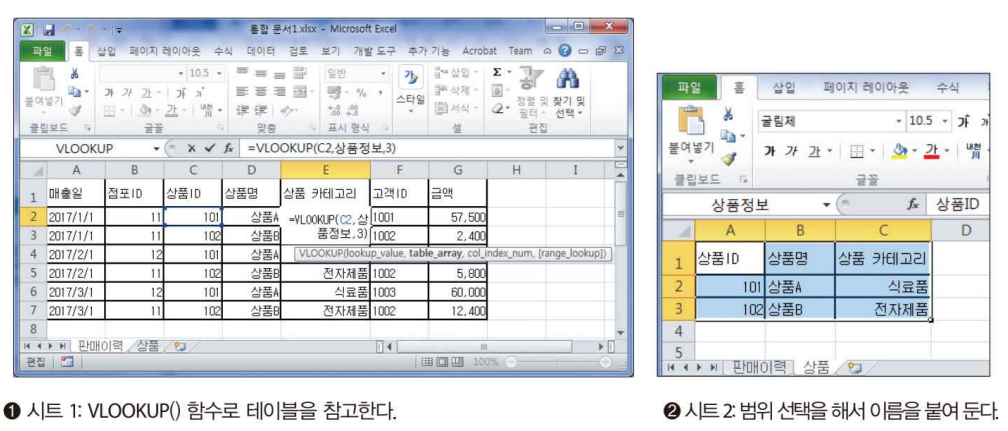 통합 문서1.xlsx - Microsoft Excel
파일 홈 삽입 페이지 레이아웃 수식 데이터 검토 보기 개발 도구 추가 기능 Acrobat Team
붙여넣기 가 가 가 10.5 내천 일반 % 스타일 삽입 삭제 서식 Σ 정렬 및 필터 찾기 및 선택
클립보드 글꼴 맞춤 표시 형식 셀 편집
VLOOKUP =VLOOKUP(C2,상품정보,3)
A B C D E F G H I
1 매출일 점포ID 상품ID 상품명 상품 카테고리 고객ID 금액
2 2017/1/1 11 101 상품A =VLOOKUP(C2,상품정보,3) 1001 57,500
3 2017/1/1 11 102 상품B 1002 2,400
4 2017/2/1 12 101 상품A VLOOKUP(lookup_value, table_array, col_index_num, [range_lookup])
5 2017/2/1 11 102 상품B 전자제품 1002 5,800
6 2017/3/1 12 101 상품A 식료품 1003 60,000
7 2017/3/1 11 102 상품B 전자제품 1002 12,400
8
판매이력 상품
편집 100%
❶ 시트 1: VLOOKUP() 함수로 테이블을 참고한다.
파일 홈 삽입 페이지 레이아웃 수식
붙여넣기 굴림체 10.5 가 가 가 가 가 내천
클립보드 글꼴
상품정보 fx 상품ID
A B C D
1 상품ID 상품명 상품 카테고리
2 101 상품A 식료품
3 102 상품B 전자제품
4
5
판매이력 상품
❷ 시트 2: 범위 선택을 해서 이름을 붙여 둔다.